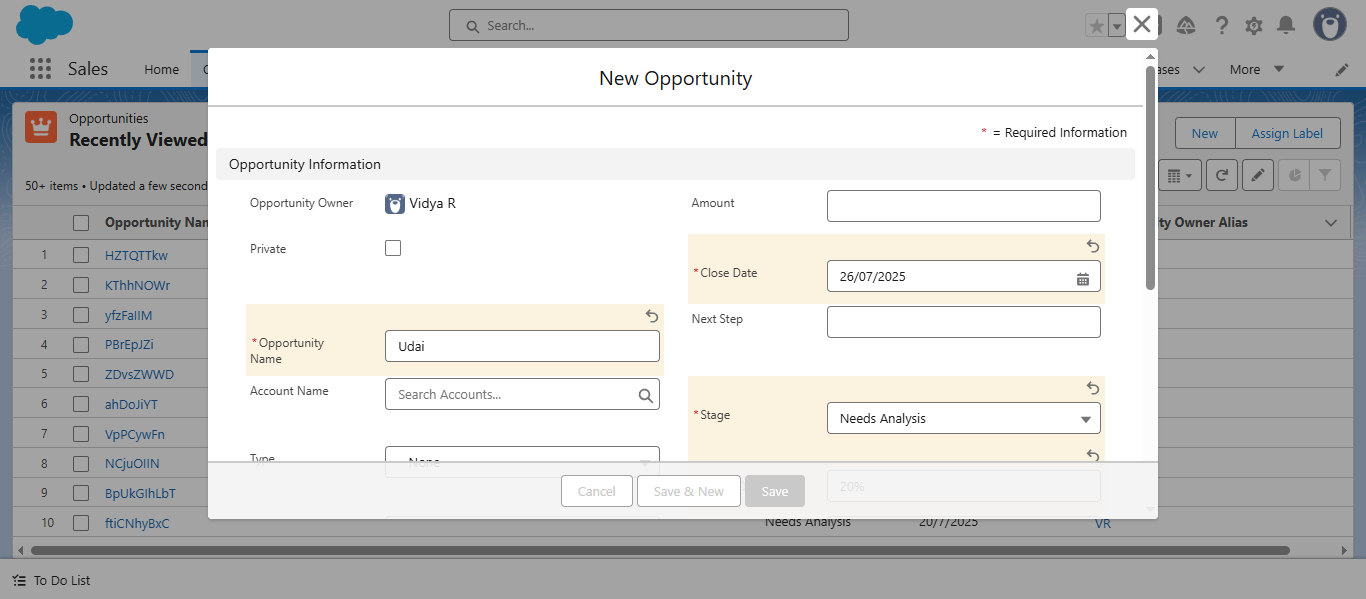 Search...
Sales
Home
More
Opportunities
Recently Viewed
New
Assign Label
50+ items • Updated a few second
Opportunity Nam
ty Owner Alias
1 HZTQTTkw
2 KThhNOWr
3 yfzFaIIM
4 PBrEpJZi
5 ZDvsZWWD
6 ahDoJiYT
7 VpPCywFn
8 NCjuOIIN
9 BpUkGIhLbT
10 ftiCNhyBxC
Needs Analysis
20/7/2025
VR
New Opportunity
* = Required Information
Opportunity Information
Opportunity Owner
Vidya R
Amount
Private
*Close Date
26/07/2025
Next Step
*Opportunity
Name
Udai
Account Name
Search Accounts...
*Stage
Needs Analysis
Type
--None--
20%
Cancel
Save & New
Save
To Do List